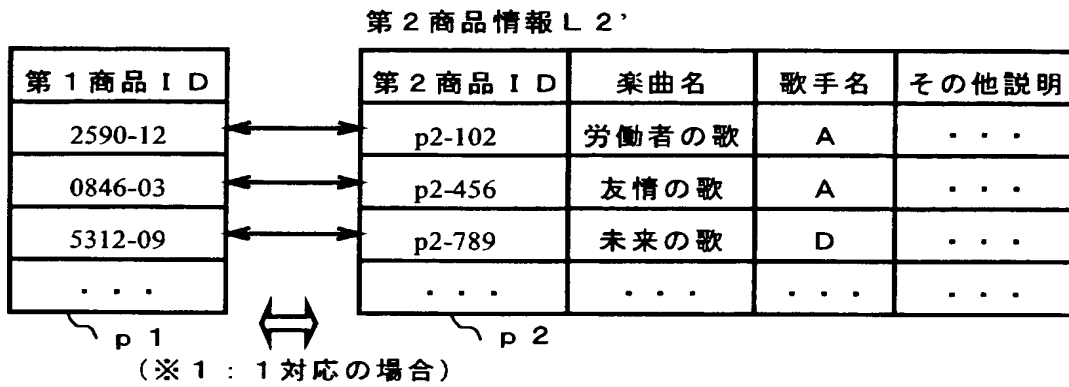 第2商品情報L2'
第1商品ID 第2商品ID 楽曲名 歌手名 その他説明
2590-12 p2-102 労働者の歌 A ・・・
0846-03 p2-456 友情の歌 A ・・・
5312-09 p2-789 未来の歌 D ・・・
・・・ ・・・ ・・・ ・・・ ・・・
p1 p2
(※1:1対応の場合)